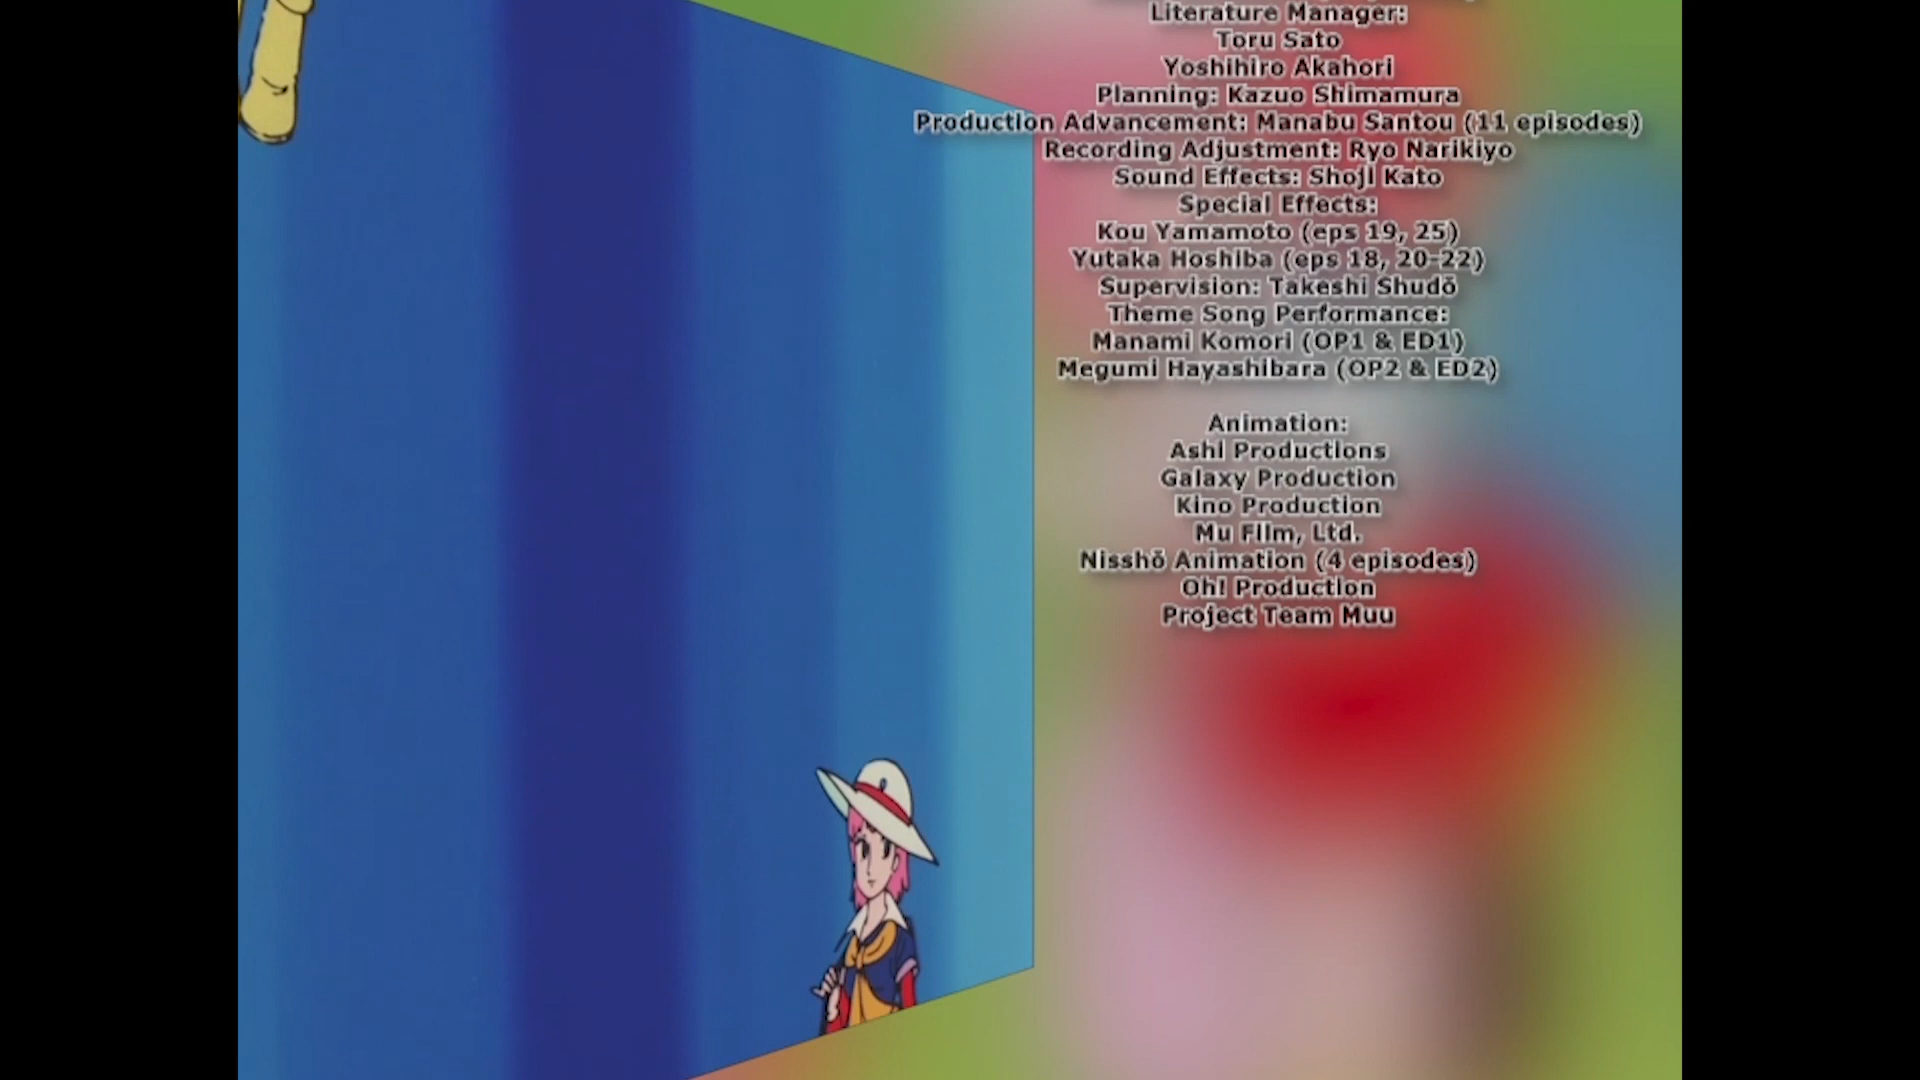 Literature Manager:
Toru Sato
Yoshihiro Akahori
Planning: Kazuo Shimamura
Production Advancement: Manabu Santou (11 episodes)
Recording Adjustment: Ryo Narikiyo
Sound Effects: Shoji Kato
Special Effects:
Kou Yamamoto (eps 19, 25)
Yutaka Hoshiba (eps 18, 20-22)
Supervision: Takeshi Shudō
Theme Song Performance:
Manami Komori (OP1 & ED1)
Megumi Hayashibara (OP2 & ED2)
Animation:
Ashi Productions
Galaxy Production
Kino Production
Mu Film, Ltd.
Nisshō Animation (4 episodes)
Oh! Production
Project Team Muu